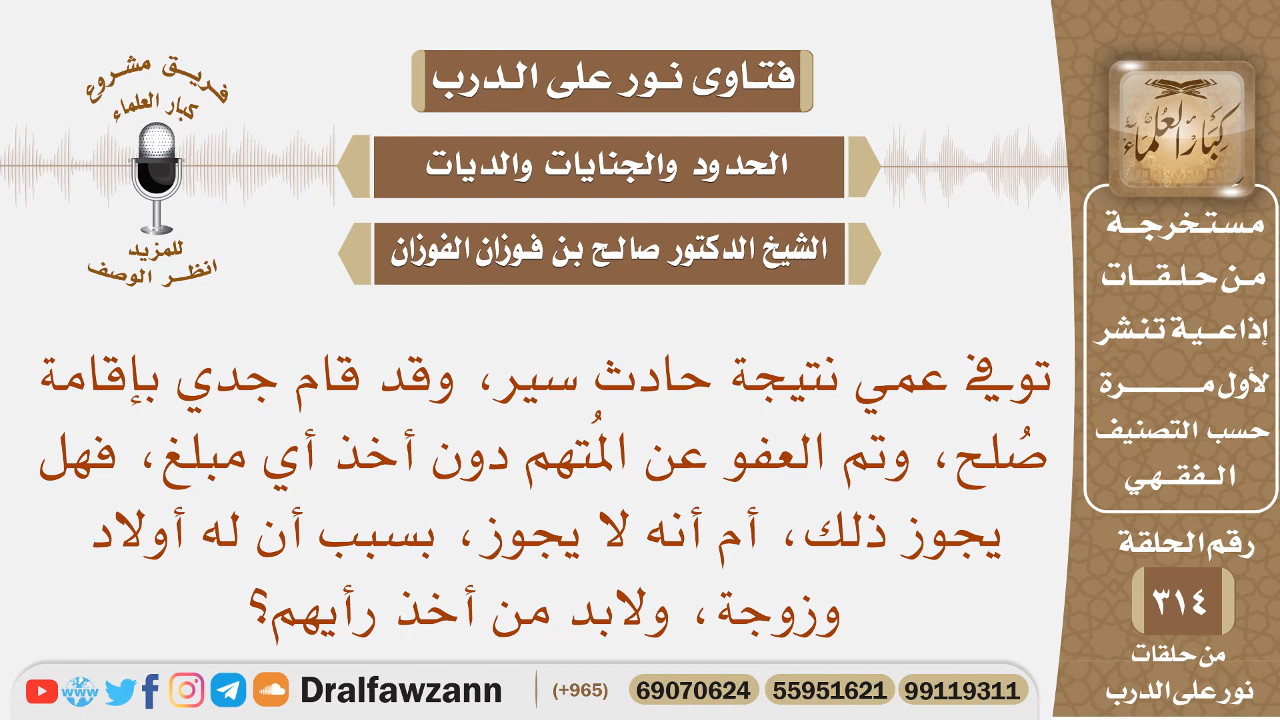 فريق مشروع
كبار العلماء
للمزيد
انظر الوصف
فتاوى نور على الدرب
الحدود والجنايات والديات
الشيخ الدكتور صالح بن فوزان الفوزان
توفي عمي نتيجة حادث سير، وقد قام جدي بإقامة
صُلح، وتم العفو عن المُتهم دون أخذ أي مبلغ، فهل
يجوز ذلك، أم أنه لا يجوز، بسبب أن له أولاد
وزوجة، ولابد من أخذ رأيهم؟
كِبَار العُلَمَاء
مستخرجة
من حلقات
إذاعية تنشر
لأول مرة
حسب التصنيف
الفقهي
رقم الحلقة
٣١٤
من حلقات
نور على الدرب
www Dralfawzann (+965) 69070624 55951621 99119311